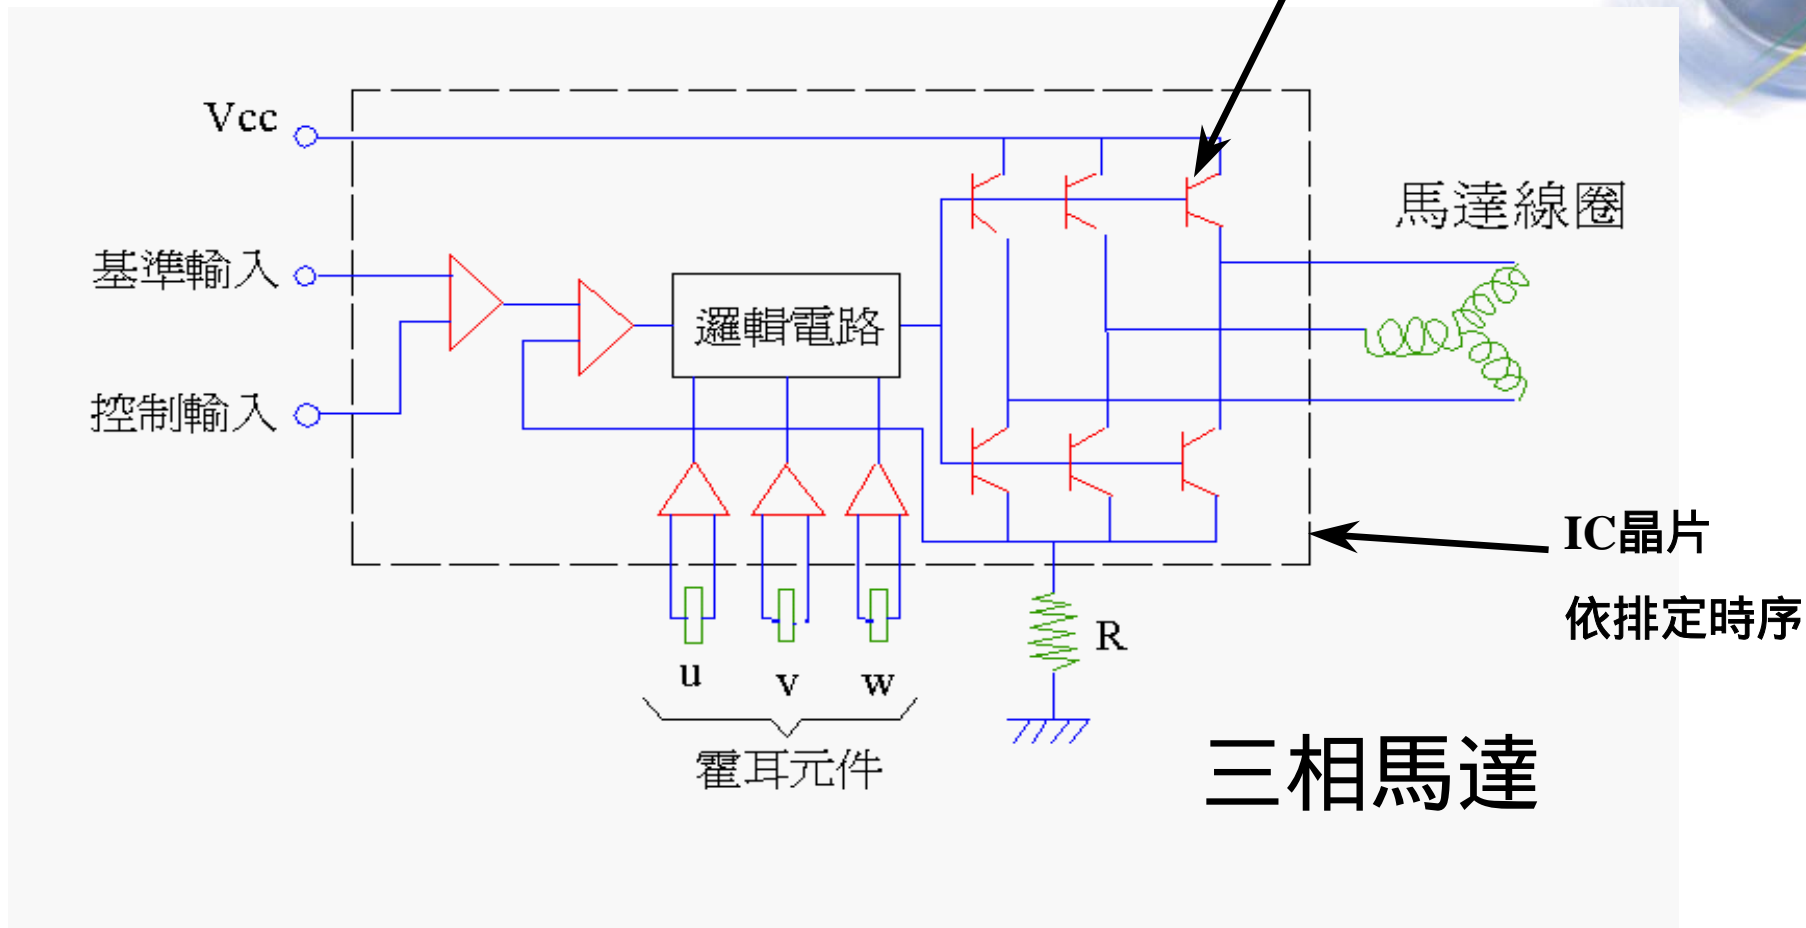 Vcc
馬達線圈
基準輸入
邏輯電路
控制輸入
IC晶片
依排定時序
R
u
v
w
霍耳元件
三相馬達